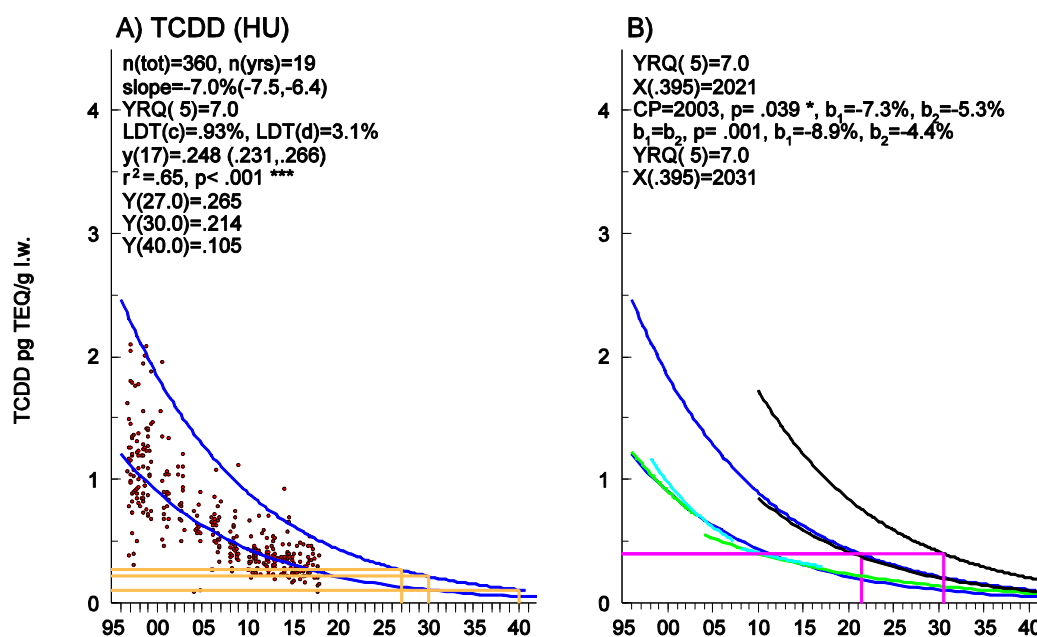 A) TCDD (HU)
n(tot)=360, n(yrs)=19
slope=-7.0%(-7.5,-6.4)
YRQ( 5)=7.0
LDT(c)=.93%, LDT(d)=3.1%
y(17)=.248 (.231,.266)
r²=.65, p< .001 ***
Y(27.0)=.265
Y(30.0)=.214
Y(40.0)=.105
TCDD pg TEQ/g l.w.
4
3
2
1
0
95 00 05 10 15 20 25 30 35 40
B)
YRQ( 5)=7.0
X(.395)=2021
CP=2003, p= .039 *, b₁=-7.3%, b₂=-5.3%
b₁=b₂, p= .001, b₁=-8.9%, b₂=-4.4%
YRQ( 5)=7.0
X(.395)=2031
4
3
2
1
0
95 00 05 10 15 20 25 30 35 40